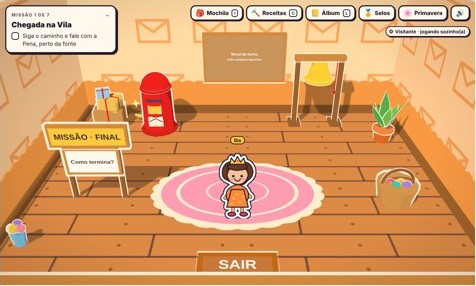 MISSÃO 1 DE 7
Chegada na Vila
Siga o caminho e fale com a
Pena, perto da fonte
Mochila I
Receitas C
Álbum L
Selos
Primavera
Visitante · jogando sozinho(a)
MISSÃO · FINAL
Como termina?
Bia
SAIR